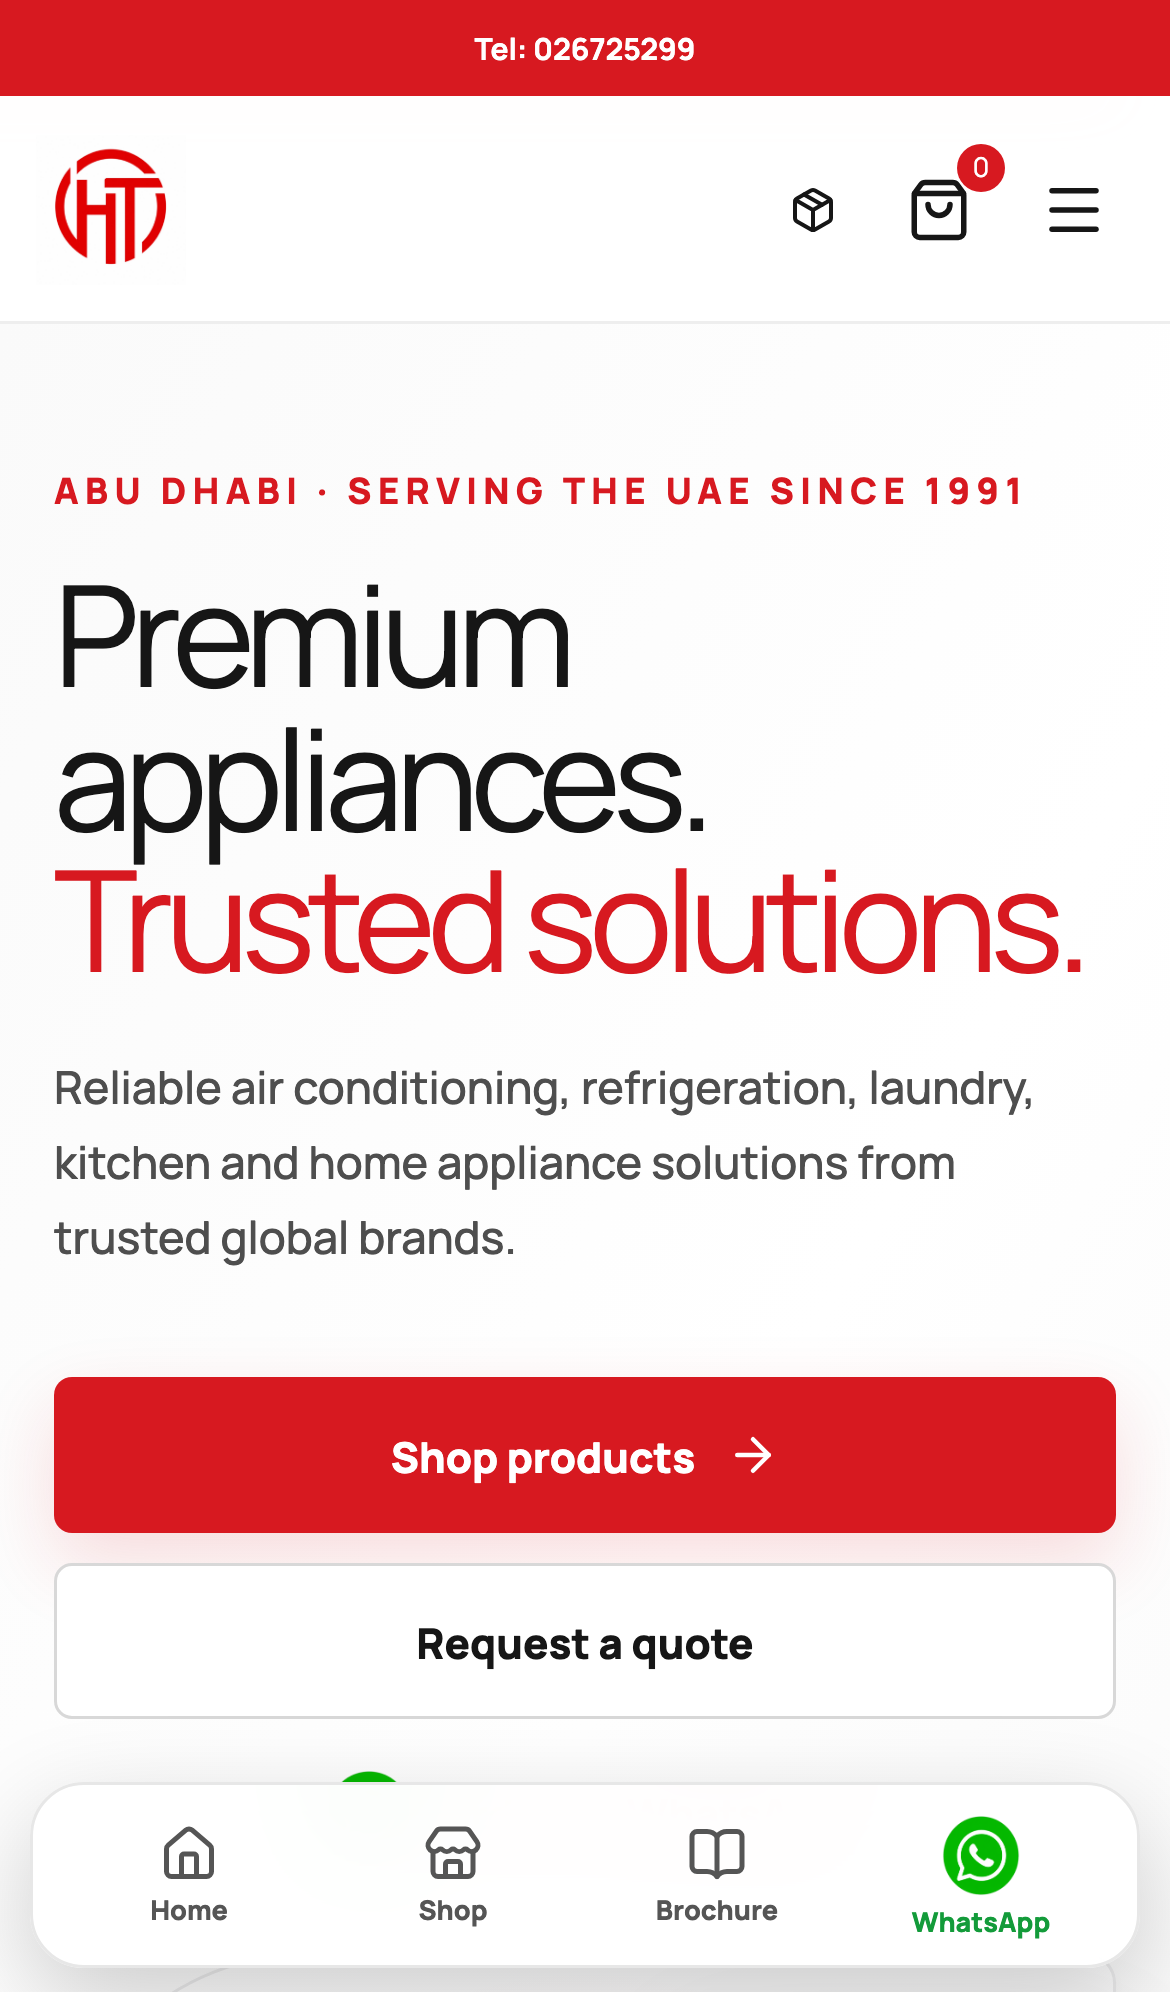 Tel: 026725299
HT
0
ABU DHABI · SERVING THE UAE SINCE 1991
Premium
appliances.
Trusted solutions.
Reliable air conditioning, refrigeration, laundry,
kitchen and home appliance solutions from
trusted global brands.
Shop products →
Request a quote
Home
Shop
Brochure
WhatsApp